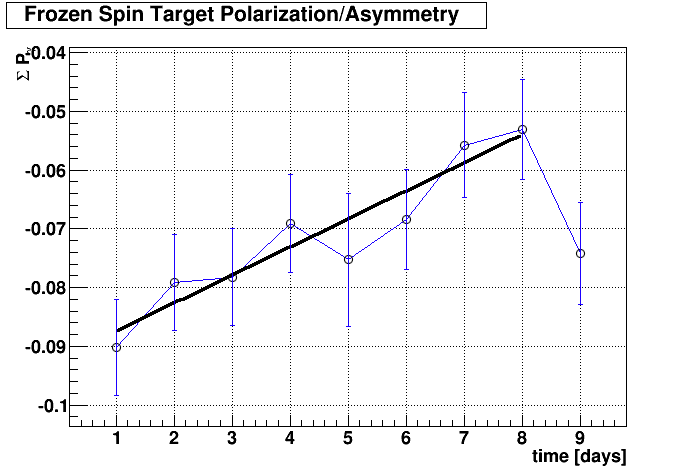 Frozen Spin Target Polarization/Asymmetry
Σ P
-0.04
-0.05
-0.06
-0.07
-0.08
-0.09
-0.1
1 2 3 4 5 6 7 8 9
time [days]